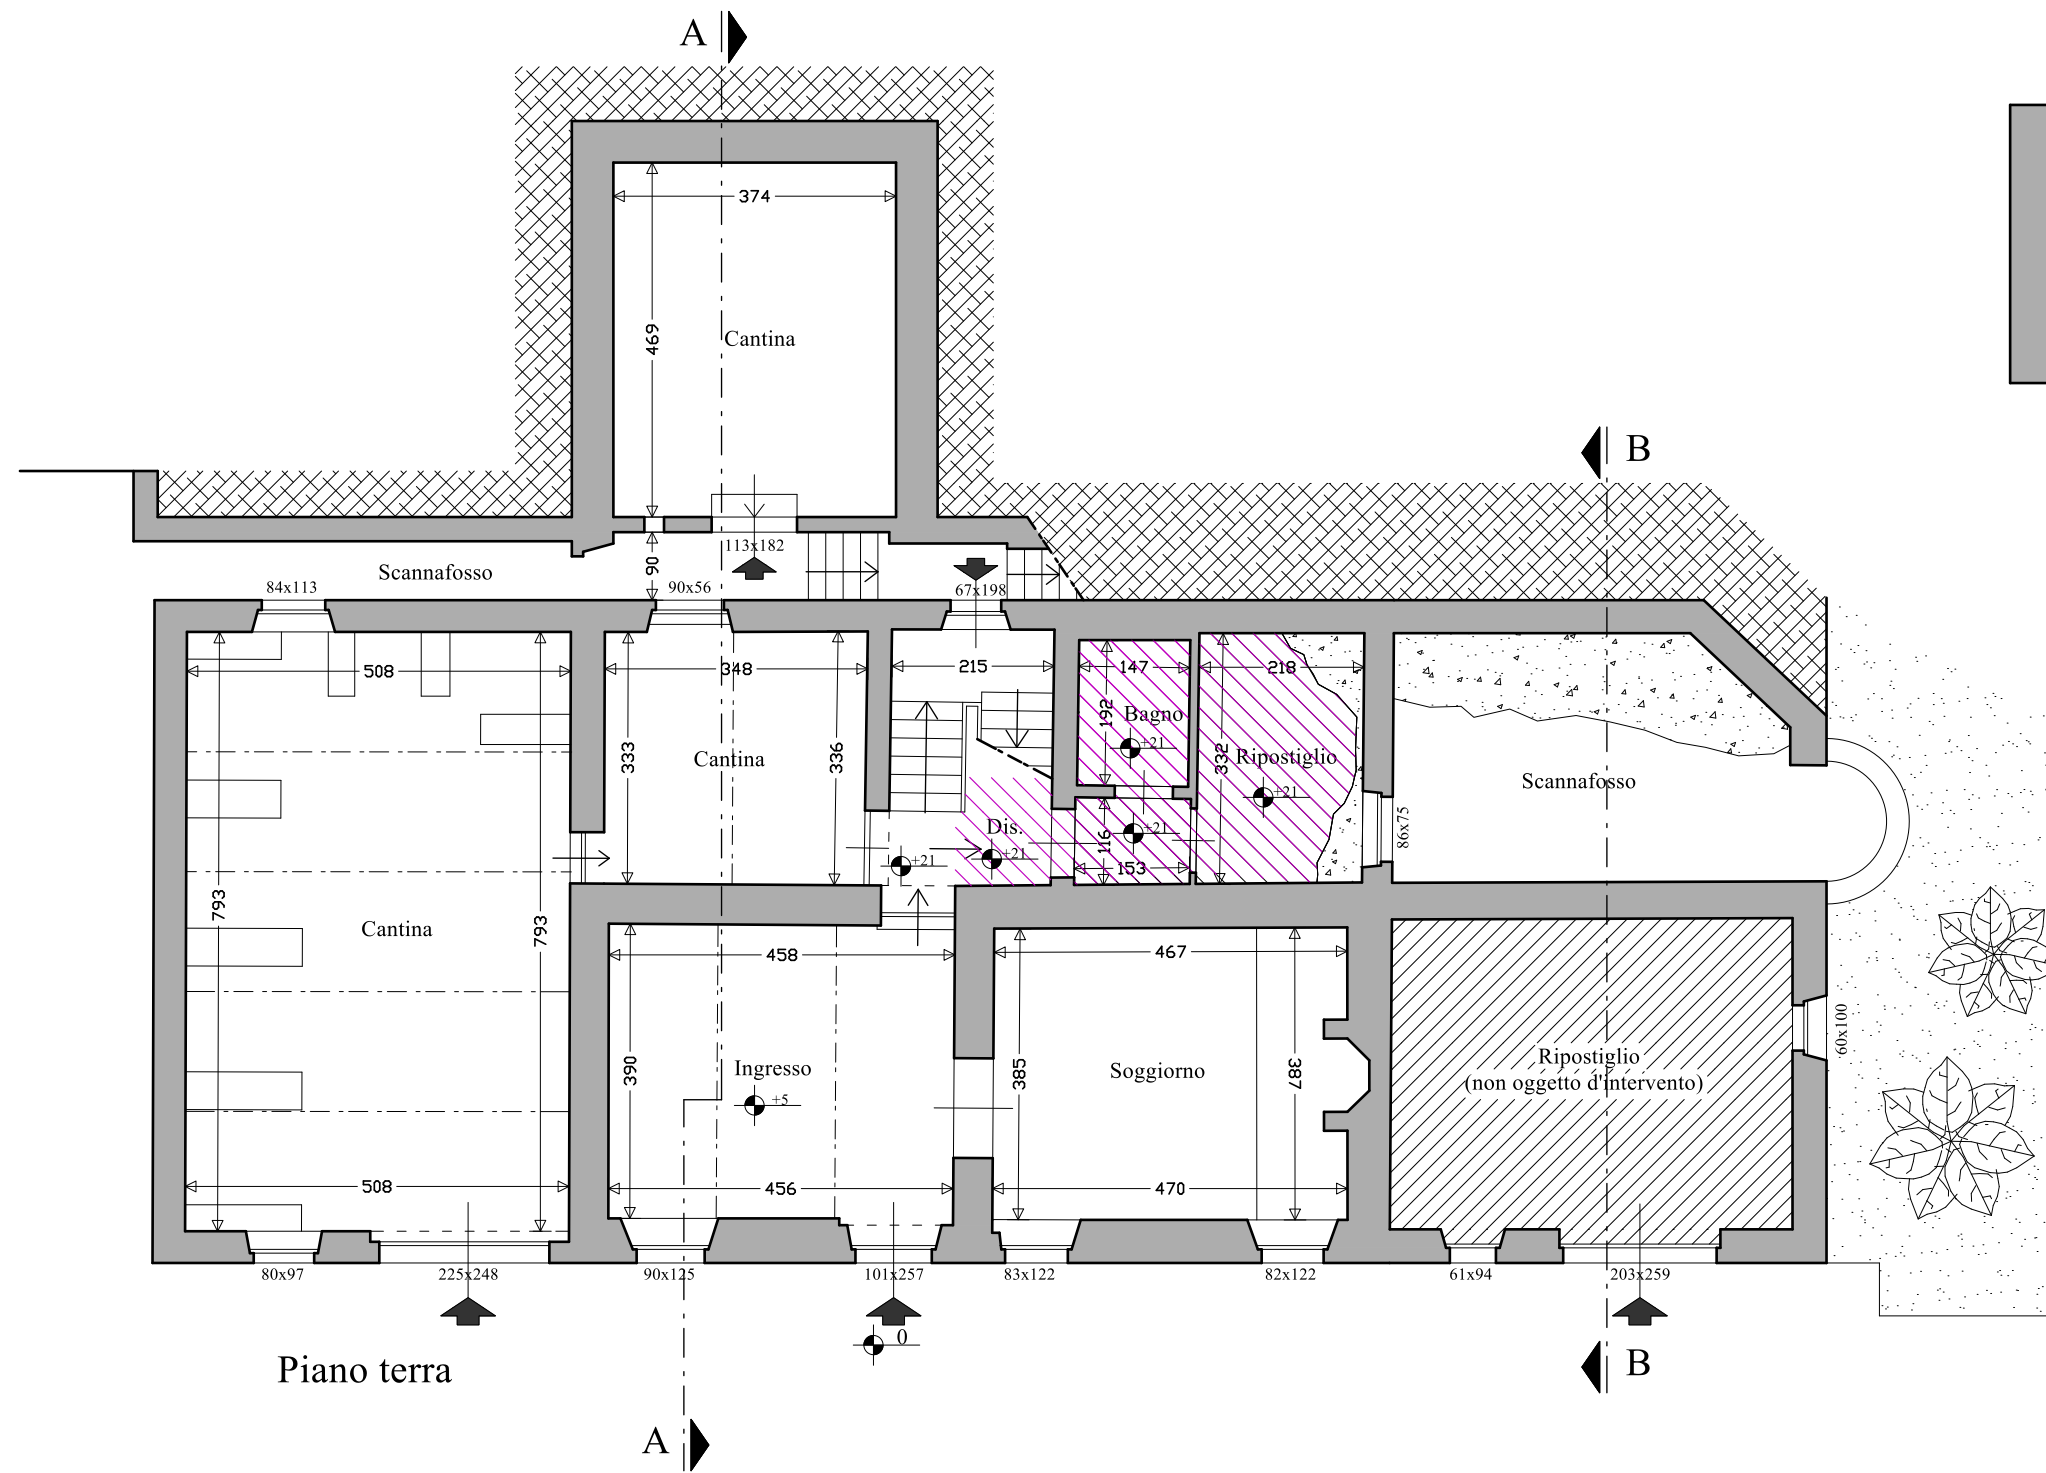 A
374
469
Cantina
B
113x182
90
Scannafosso
84x113
90x56
67x198
508
348
215
147
218
192
Bagno
+21
333
Cantina
336
332
Ripostiglio
+21
Scannafosso
86x75
Dis.
+21
+21
116
+21
153
793
Cantina
793
458
467
390
Ingresso
+5
385
Soggiorno
387
Ripostiglio
(non oggetto d'intervento)
60x100
508
456
470
80x97
225x248
90x125
101x257
83x122
82x122
61x94
203x259
0
Piano terra
B
A